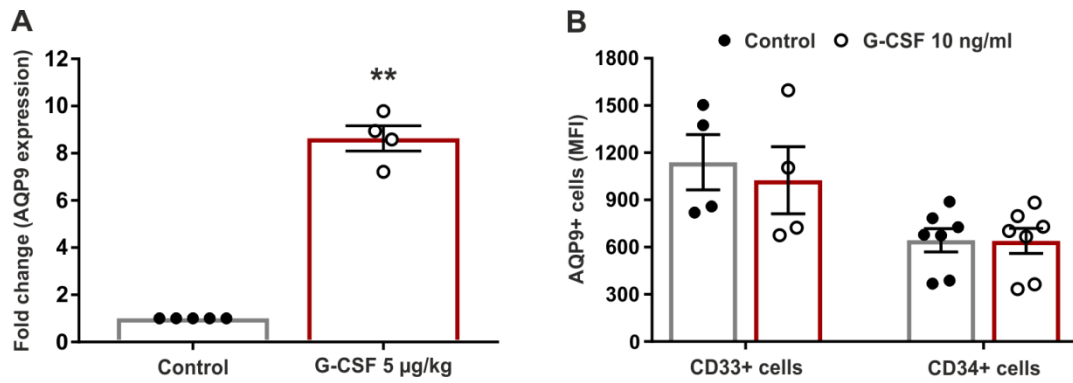 A
Fold change (AQP9 expression)
12
10
8
6
4
2
0
**
Control
G-CSF 5 µg/kg
B
Control
G-CSF 10 ng/ml
AQP9+ cells (MFI)
1800
1500
1200
900
600
300
0
CD33+ cells
CD34+ cells